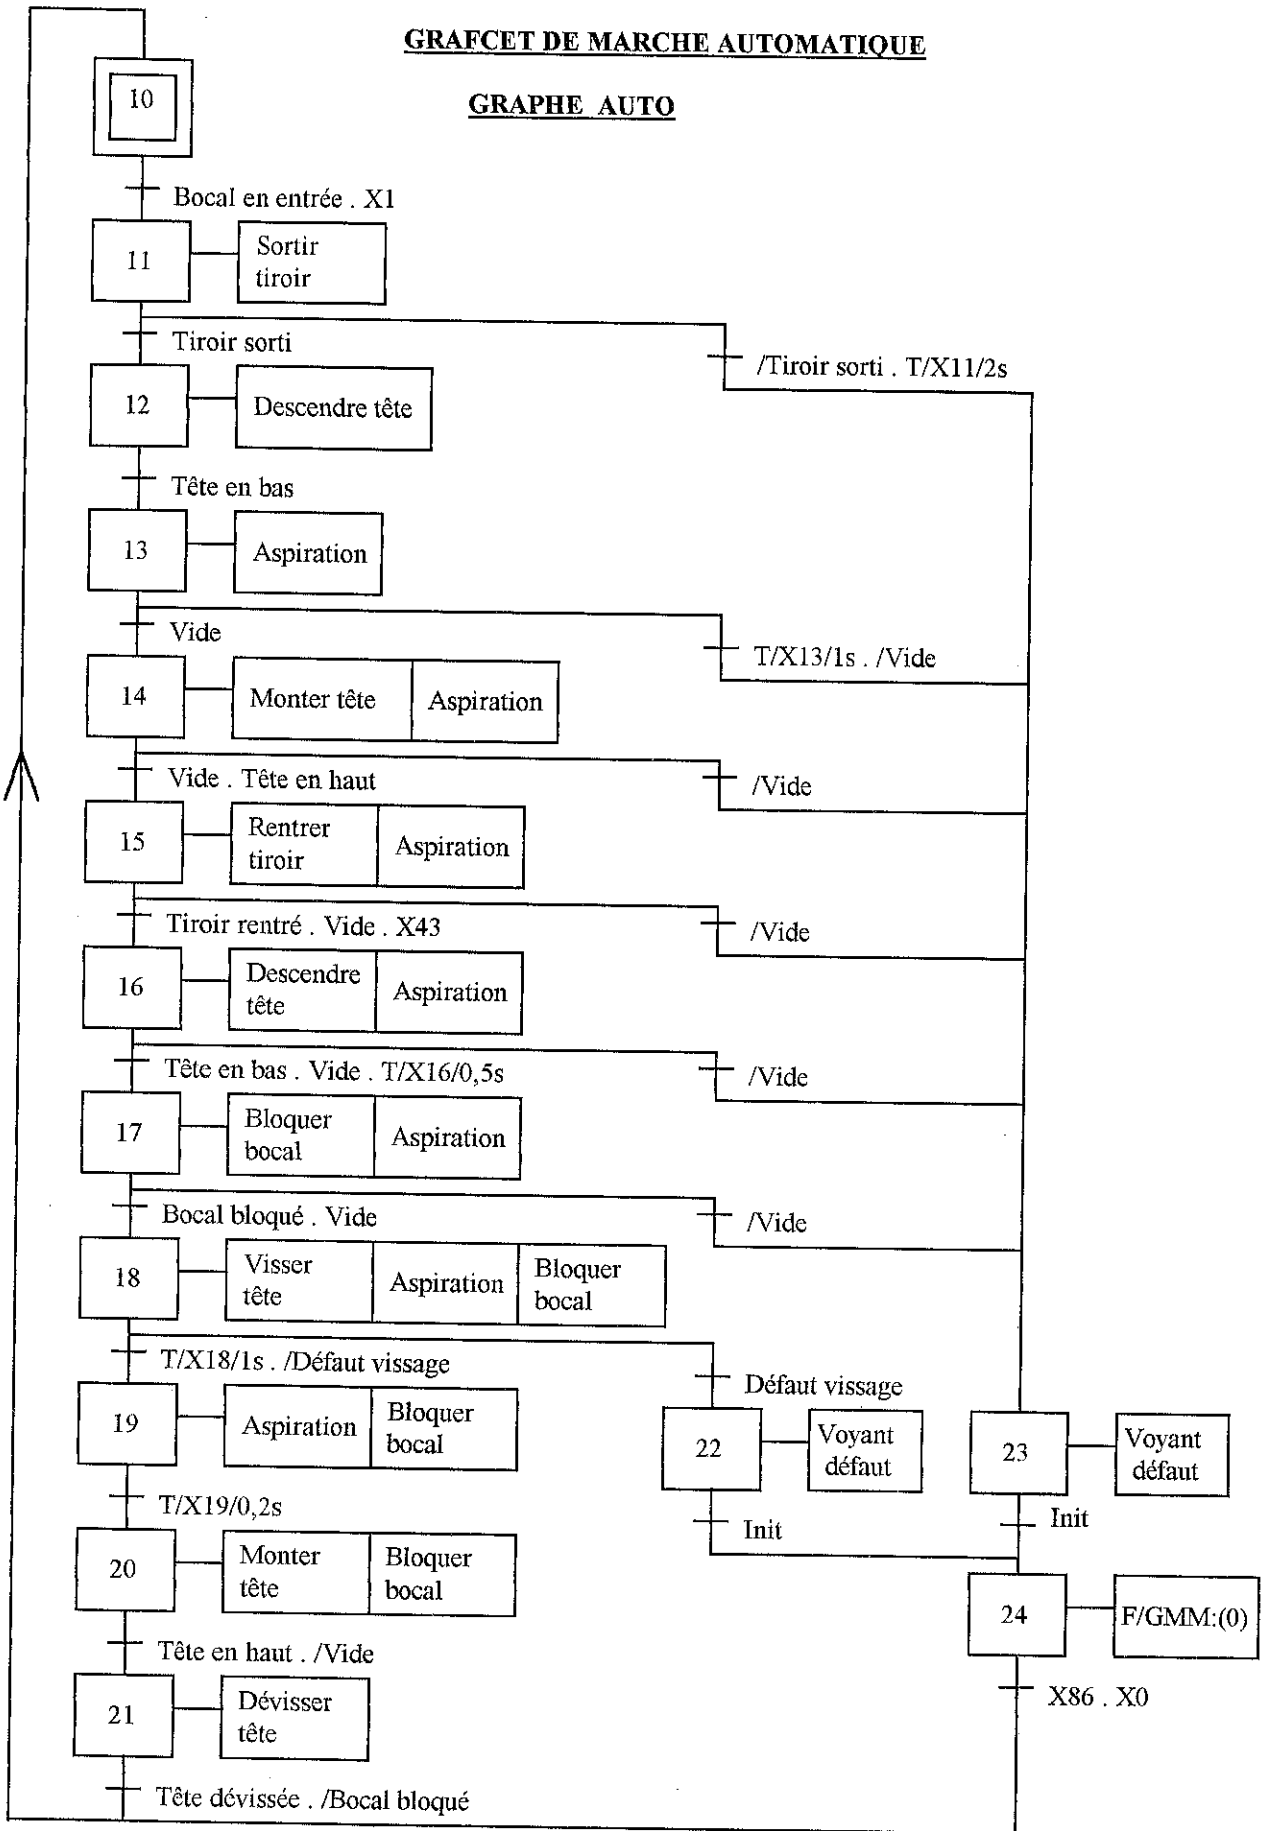 GRAFCET DE MARCHE AUTOMATIQUE
GRAPHE AUTO
10
Bocal en entrée . X1
11
Sortir
tiroir
Tiroir sorti
/Tiroir sorti . T/X11/2s
12
Descendre tête
Tête en bas
13
Aspiration
Vide
T/X13/1s . /Vide
14
Monter tête
Aspiration
Vide . Tête en haut
/Vide
15
Rentrer
tiroir
Aspiration
Tiroir rentré . Vide . X43
/Vide
16
Descendre
tête
Aspiration
Tête en bas . Vide . T/X16/0,5s
/Vide
17
Bloquer
bocal
Aspiration
Bocal bloqué . Vide
/Vide
18
Visser
tête
Aspiration
Bloquer
bocal
T/X18/1s . /Défaut vissage
Défaut vissage
19
Aspiration
Bloquer
bocal
22
Voyant
défaut
23
Voyant
défaut
T/X19/0,2s
Init
Init
20
Monter
tête
Bloquer
bocal
24
F/GMM:(0)
Tête en haut . /Vide
X86 . X0
21
Dévisser
tête
Tête dévissée . /Bocal bloqué